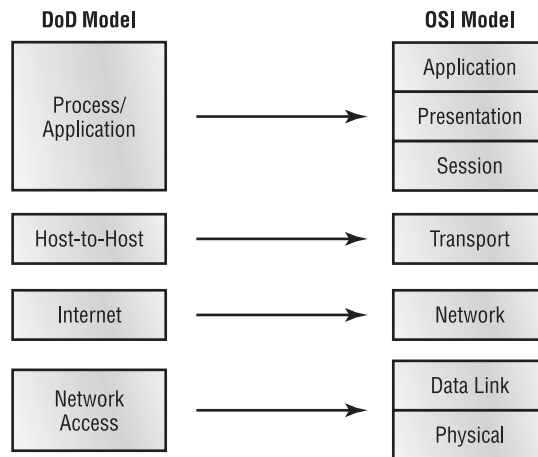 DoD Model
OSI Model
Process/
Application
Application
Presentation
Session
Host-to-Host
Transport
Internet
Network
Network
Access
Data Link
Physical